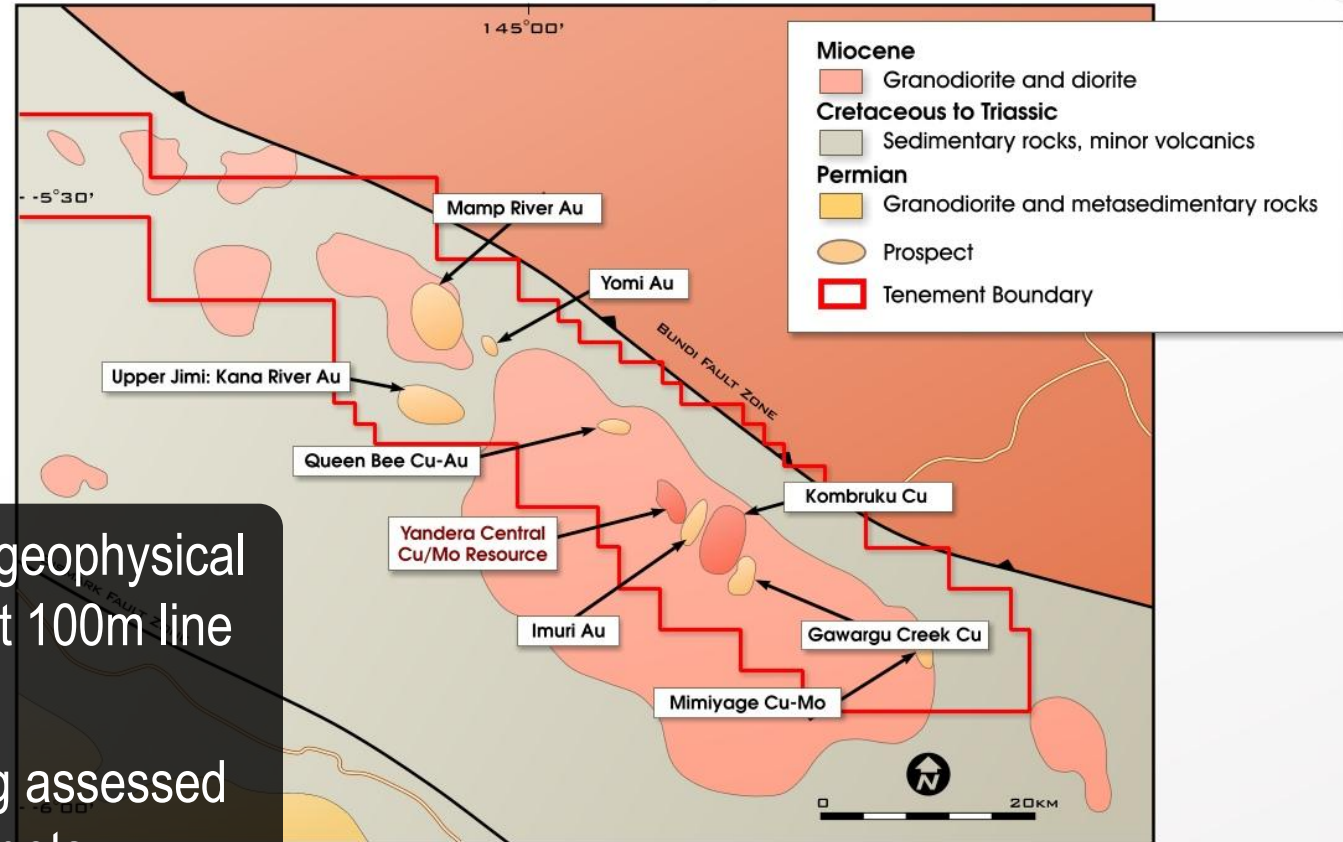 145°00'
Miocene
Granodiorite and diorite
Cretaceous to Triassic
Sedimentary rocks, minor volcanics
Permian
Granodiorite and metasedimentary rocks
Prospect
Tenement Boundary
- -5°30'
Mamp River Au
Yomi Au
BUNDI FAULT ZONE
Upper Jimi: Kana River Au
Queen Bee Cu-Au
Kombruku Cu
Yandera Central
Cu/Mo Resource
Imuri Au
Gawargu Creek Cu
Mimiyage Cu-Mo
geophysical
t 100m line
FAULT
g assessed
- -6°00'
N
0 20KM